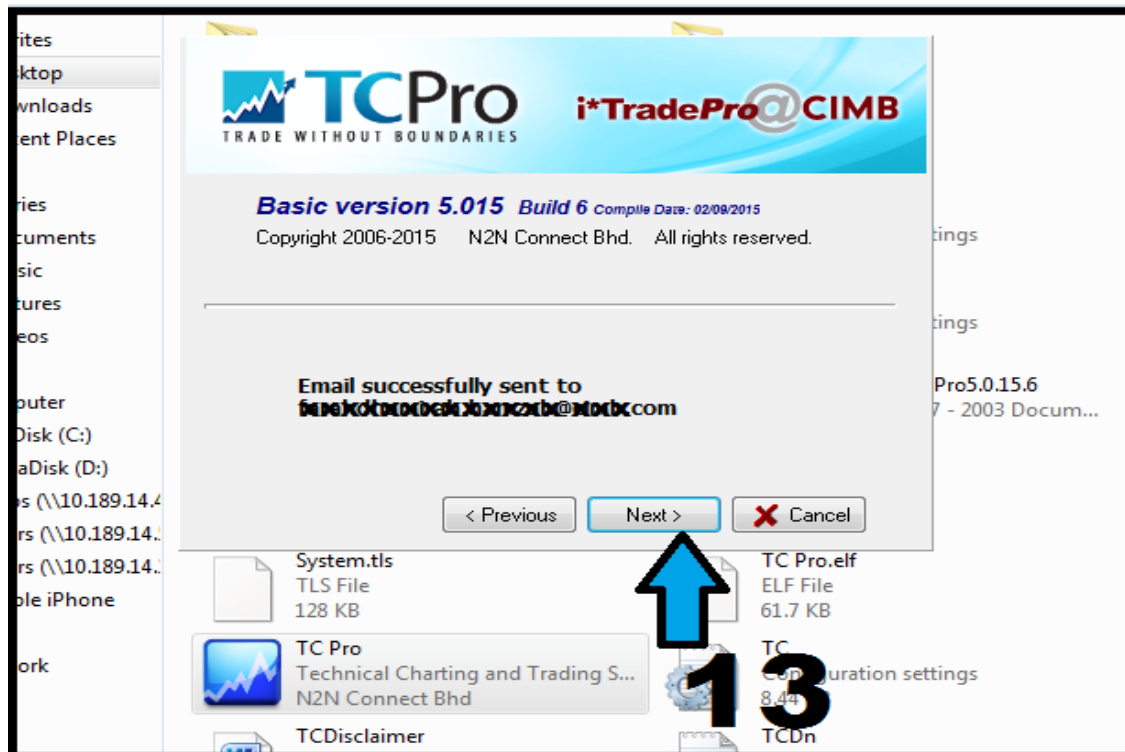 rites
ktop
wnloads
ent Places
ries
cuments
sic
tures
eos
puter
Disk (C:)
aDisk (D:)
s (\\10.189.14.4
rs (\\10.189.14.
rs (\\10.189.14.
ple iPhone
ork
TCPro
TRADE WITHOUT BOUNDARIES
i*TradePro@CIMB
Basic version 5.015 Build 6 Compile Date: 02/09/2015
Copyright 2006-2015 N2N Connect Bhd. All rights reserved.
Email successfully sent to
com
< Previous
Next >
Cancel
tings
tings
Pro5.0.15.6
7 - 2003 Docum...
System.tls
TLS File
128 KB
TC Pro.elf
ELF File
61.7 KB
TC Pro
Technical Charting and Trading S...
N2N Connect Bhd
TC
Configuration settings
8.44
13
TCDisclaimer
TCDn